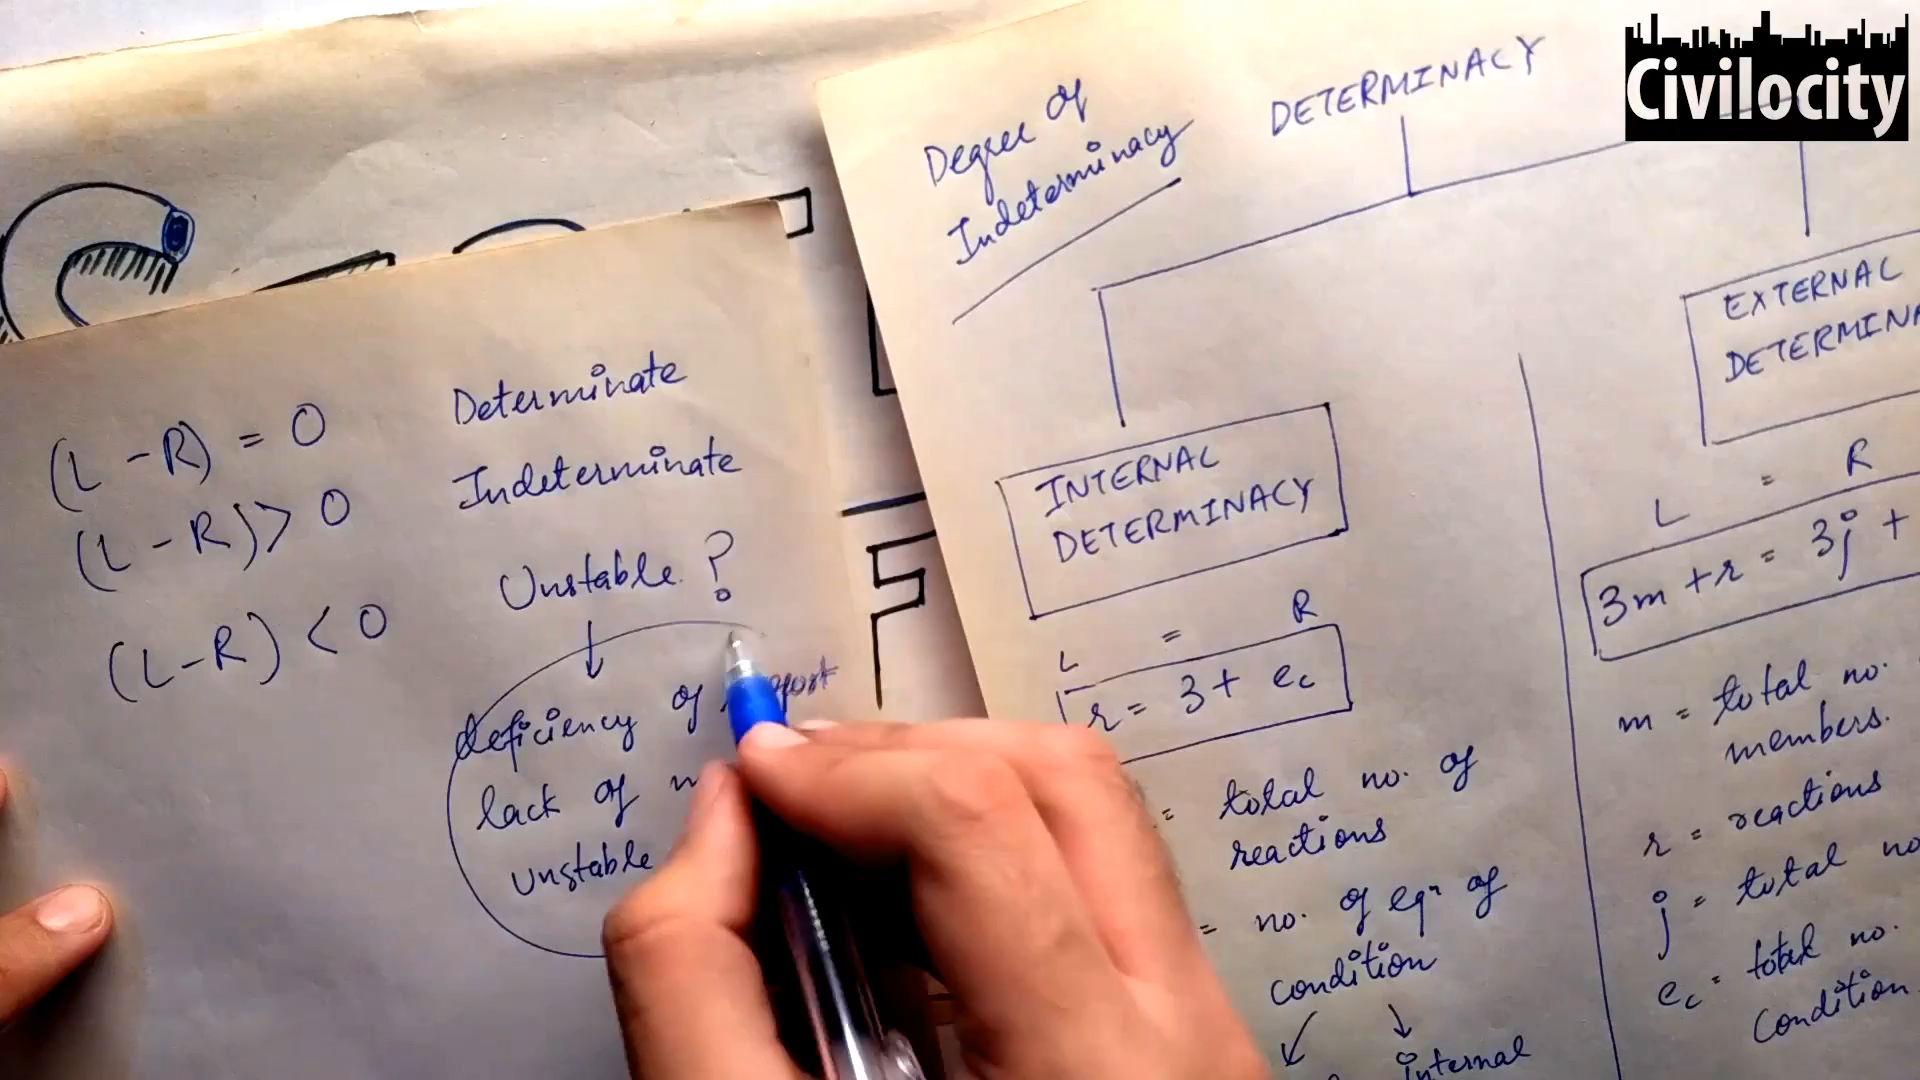 Civilocity
(L - R) = 0 Determinate
(L - R) > 0 Indeterminate
(L - R) < 0 Unstable ?
deficiency of
lack of
unstable
Degree of
Indeterminacy
DETERMINACY
INTERNAL
DETERMINACY
L = R
r = 3 + ec
= total no. of
reactions
= no. of eqn of
condition
internal
EXTERNAL
L = R
3m + r = 3j +
m = total no.
members.
r = reactions
j = total
ec = total no.
condition